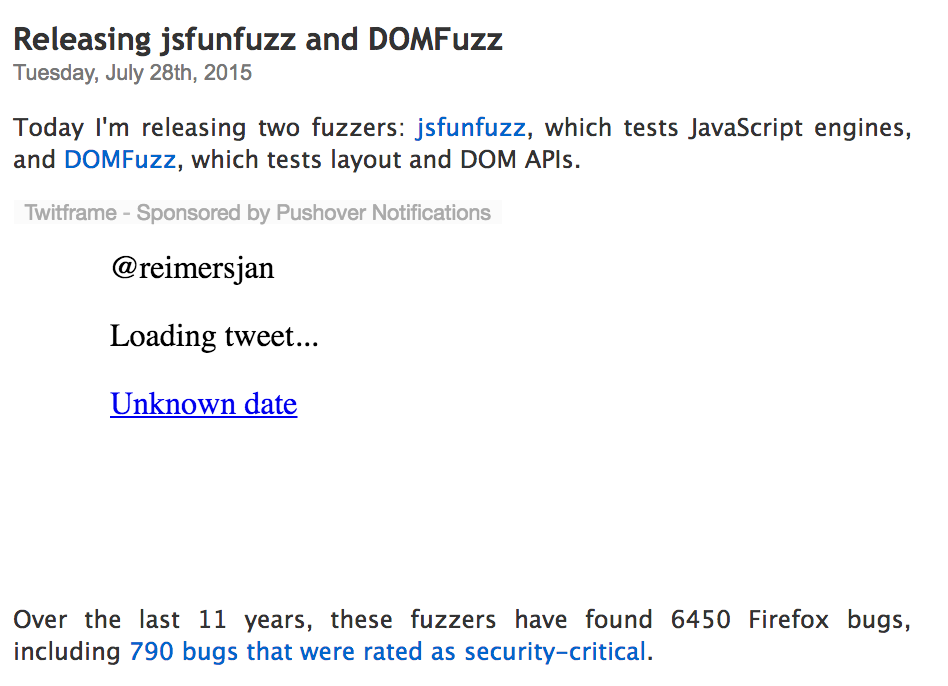 Releasing jsfunfuzz and DOMFuzz
Tuesday, July 28th, 2015
Today I'm releasing two fuzzers: jsfunfuzz, which tests JavaScript engines,
and DOMFuzz, which tests layout and DOM APIs.
Twitframe - Sponsored by Pushover Notifications
@reimersjan
Loading tweet...
Unknown date
Over the last 11 years, these fuzzers have found 6450 Firefox bugs,
including 790 bugs that were rated as security-critical.